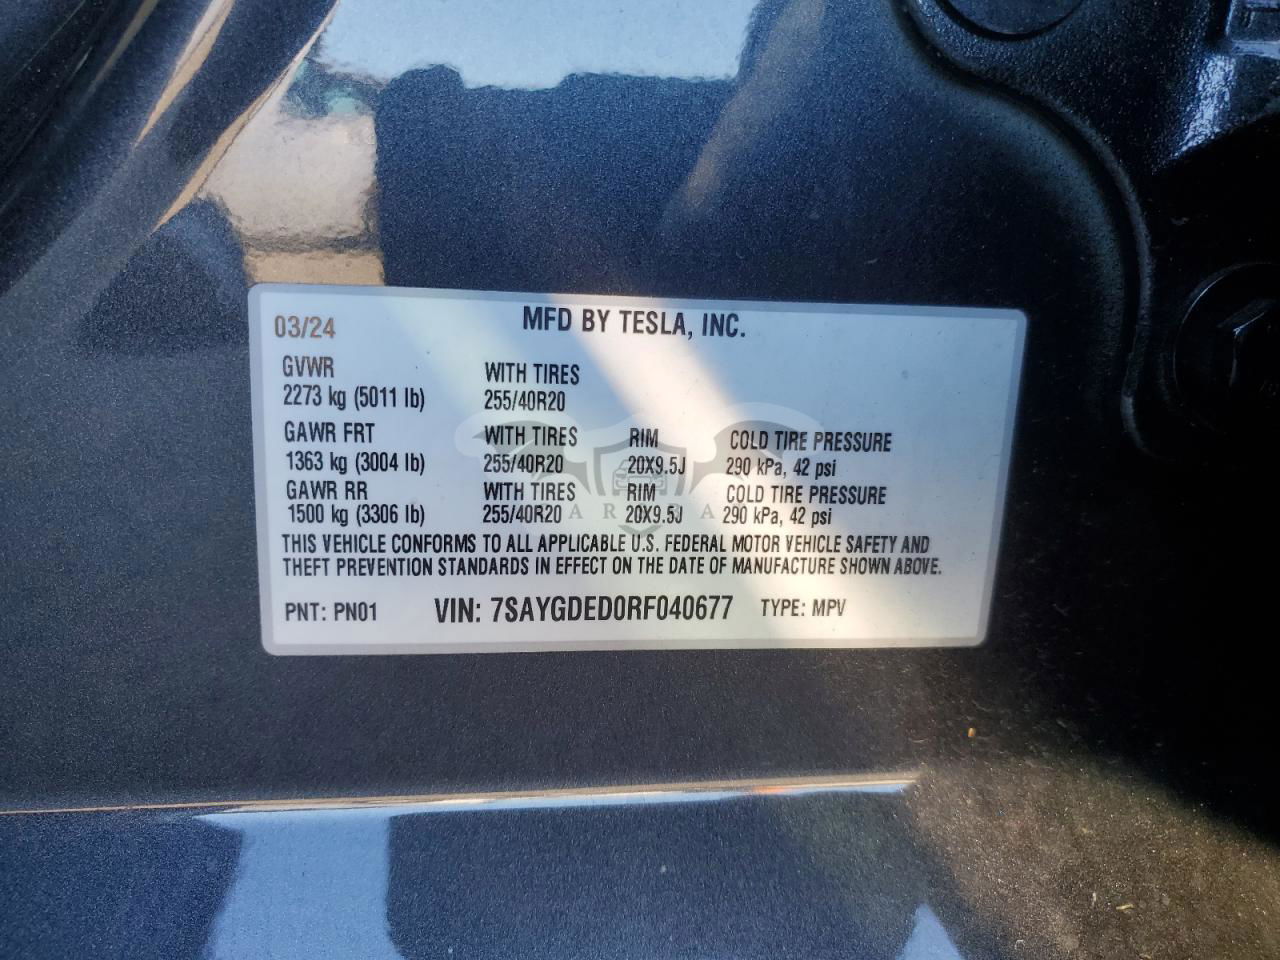 03/24 MFD BY TESLA, INC.
GVWR WITH TIRES
2273 kg (5011 lb) 255/40R20
GAWR FRT WITH TIRES RIM COLD TIRE PRESSURE
1363 kg (3004 lb) 255/40R20 20X9.5J 290 kPa, 42 psi
GAWR RR WITH TIRES RIM COLD TIRE PRESSURE
1500 kg (3306 lb) 255/40R20 20X9.5J 290 kPa, 42 psi
THIS VEHICLE CONFORMS TO ALL APPLICABLE U.S. FEDERAL MOTOR VEHICLE SAFETY AND
THEFT PREVENTION STANDARDS IN EFFECT ON THE DATE OF MANUFACTURE SHOWN ABOVE.
PNT: PN01 VIN: 7SAYGDED0RF040677 TYPE: MPV